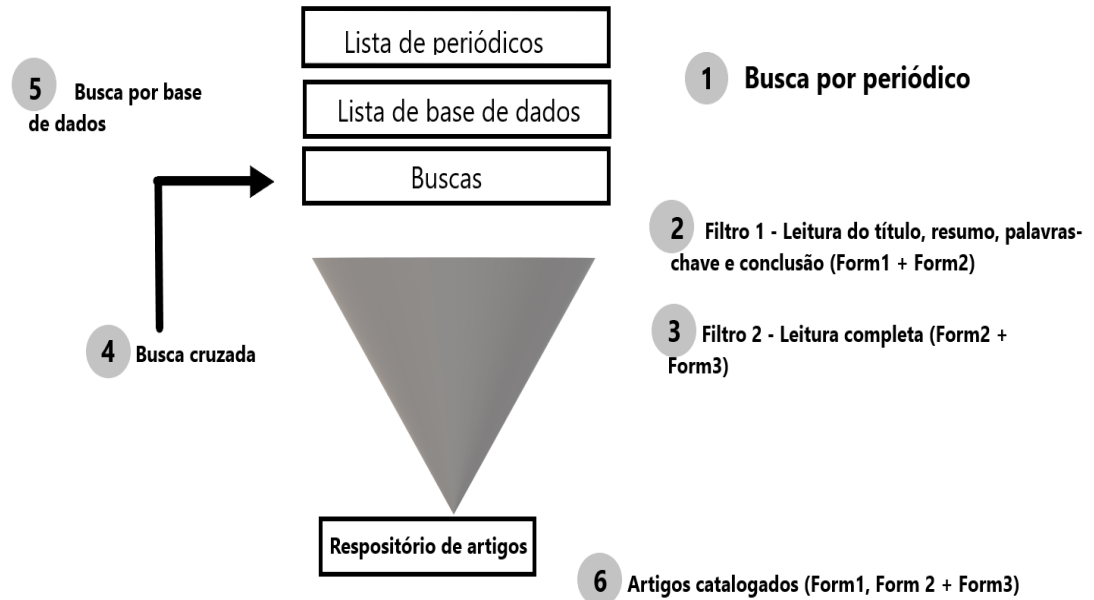 Lista de periódicos
Lista de base de dados
Buscas
5 Busca por base
de dados
1 Busca por periódico
2 Filtro 1 - Leitura do título, resumo, palavras-
chave e conclusão (Form1 + Form2)
3 Filtro 2 - Leitura completa (Form2 +
Form3)
4 Busca cruzada
Respositório de artigos
6 Artigos catalogados (Form1, Form 2 + Form3)